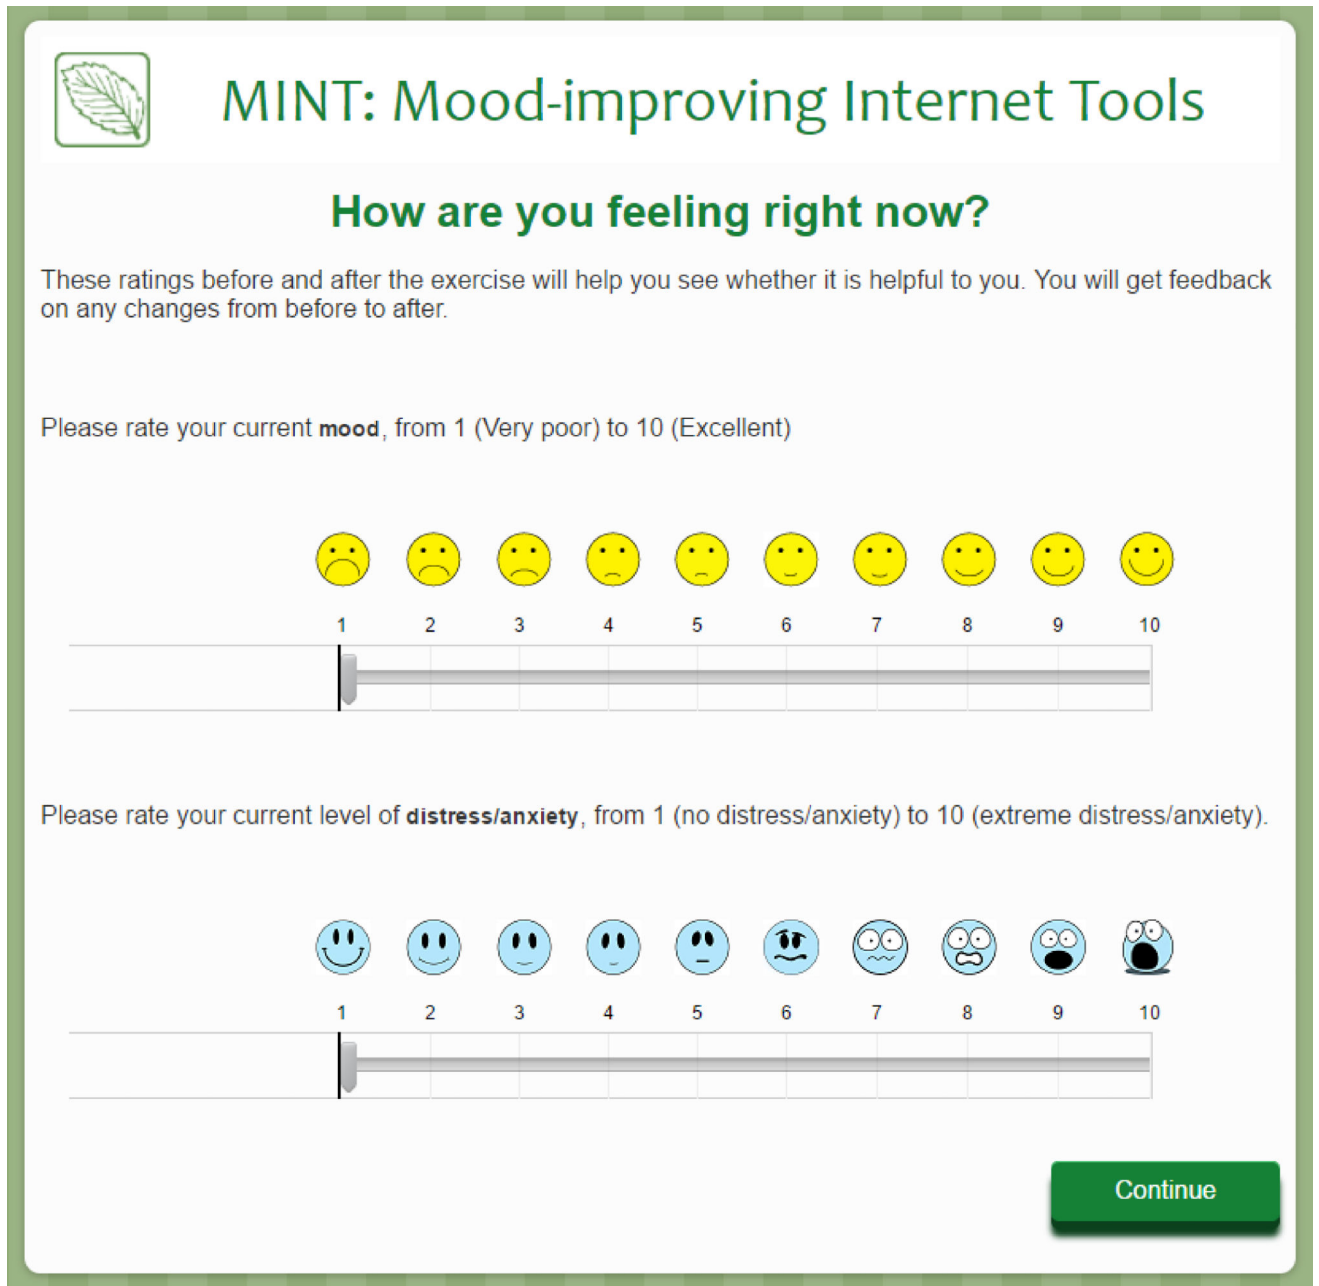 MINT: Mood-improving Internet Tools
How are you feeling right now?
These ratings before and after the exercise will help you see whether it is helpful to you. You will get feedback
on any changes from before to after.
Please rate your current mood, from 1 (Very poor) to 10 (Excellent)
1 2 3 4 5 6 7 8 9 10
Please rate your current level of distress/anxiety, from 1 (no distress/anxiety) to 10 (extreme distress/anxiety).
1 2 3 4 5 6 7 8 9 10
Continue